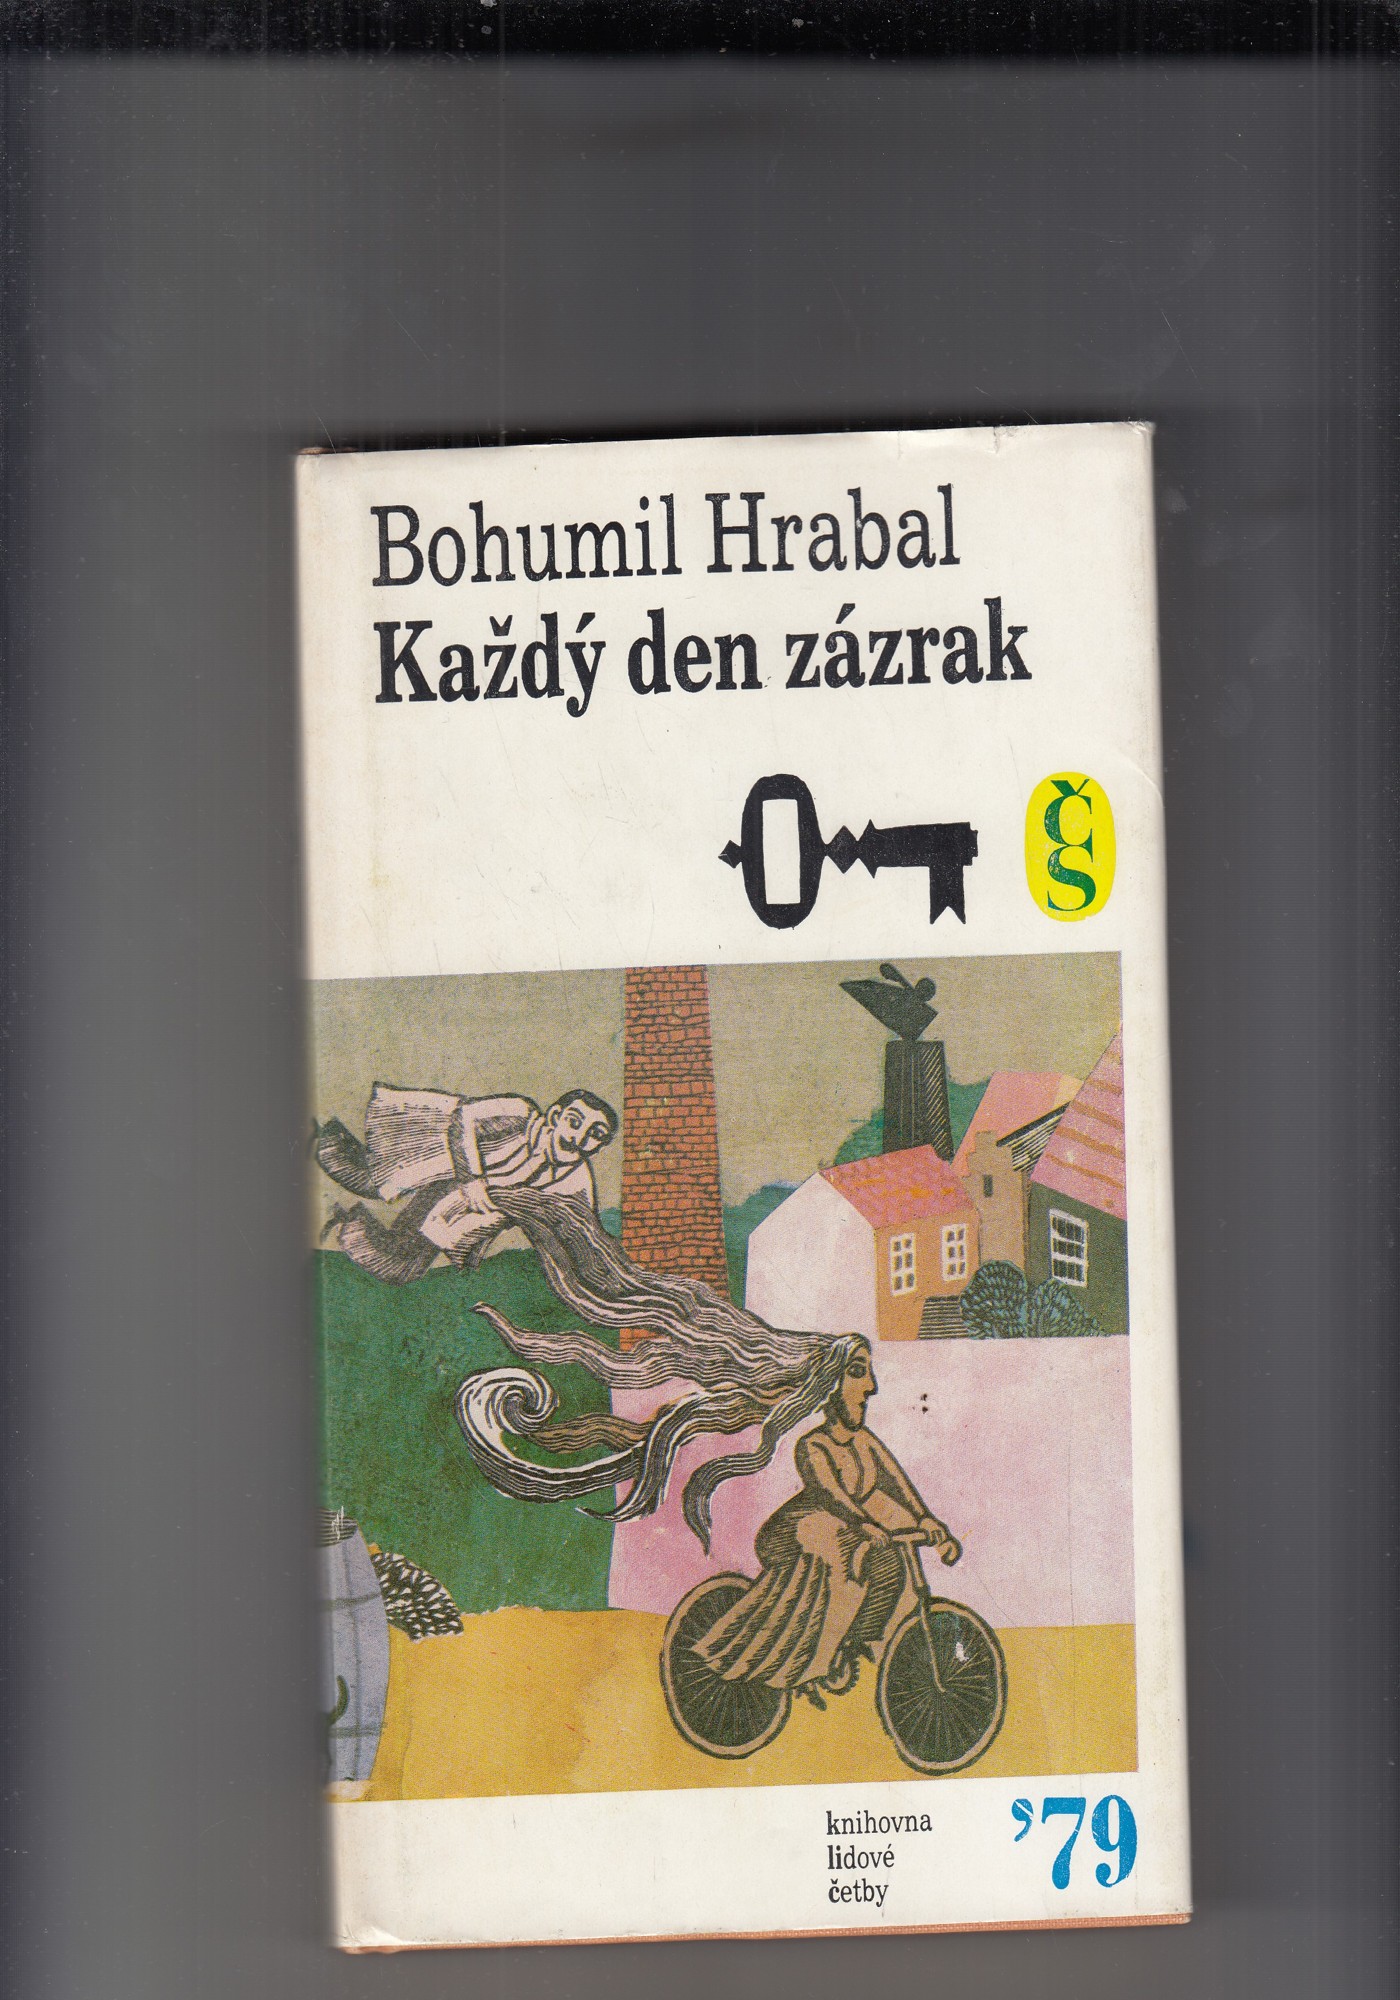 Bohumil Hrabal
Každý den zázrak
ČS
knihovna
lidové
četby
'79